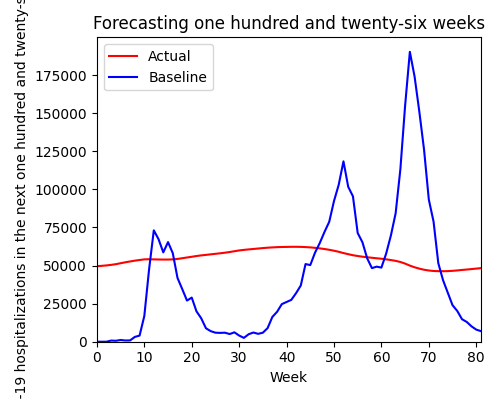 Forecasting one hundred and twenty-six weeks
Actual
Baseline
-19 hospitalizations in the next one hundred and twenty-
175000
150000
125000
100000
75000
50000
25000
0
0 10 20 30 40 50 60 70 80
Week